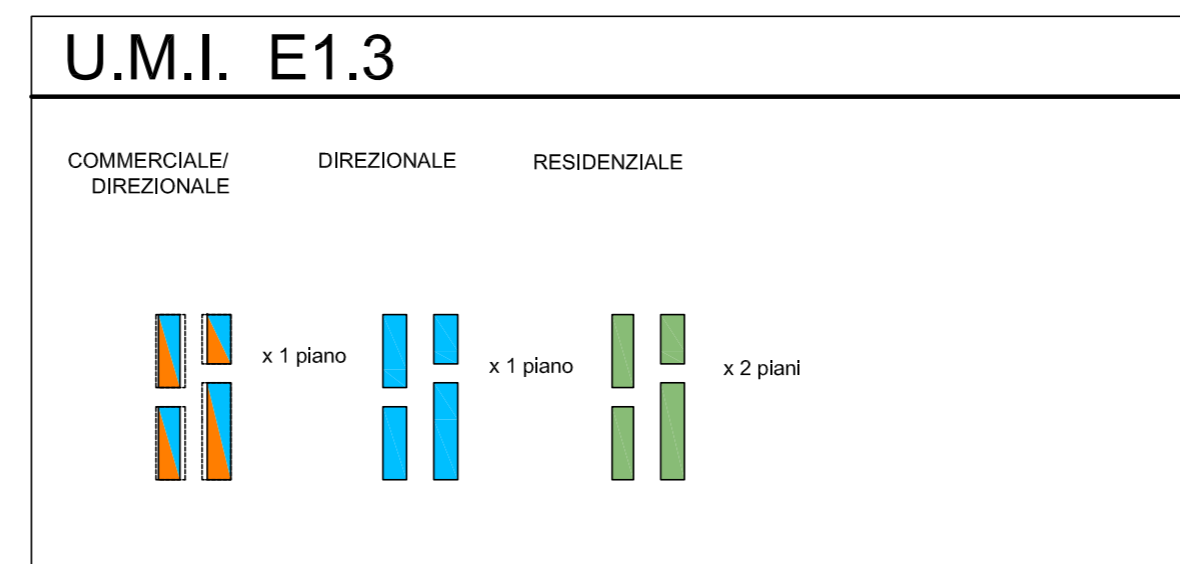 U.M.I. E1.3
COMMERCIALE/
DIREZIONALE
DIREZIONALE
RESIDENZIALE
x 1 piano
x 1 piano
x 2 piani